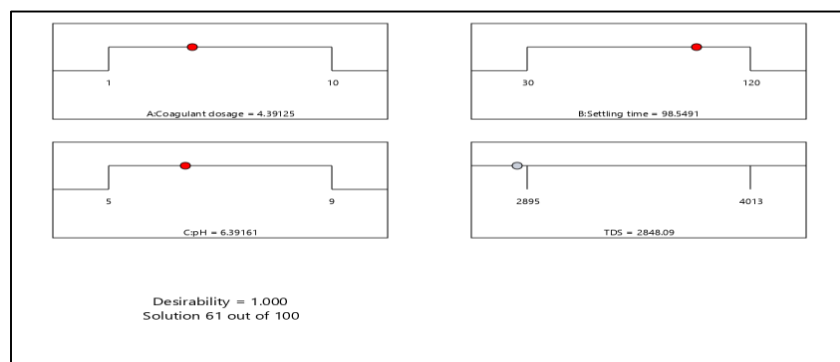 1
10
A:Coagulant dosage = 4.39125
30
120
B:Settling time = 98.5491
5
9
C:pH = 6.39161
2895
4013
TDS = 2848.09
Desirability = 1.000
Solution 61 out of 100